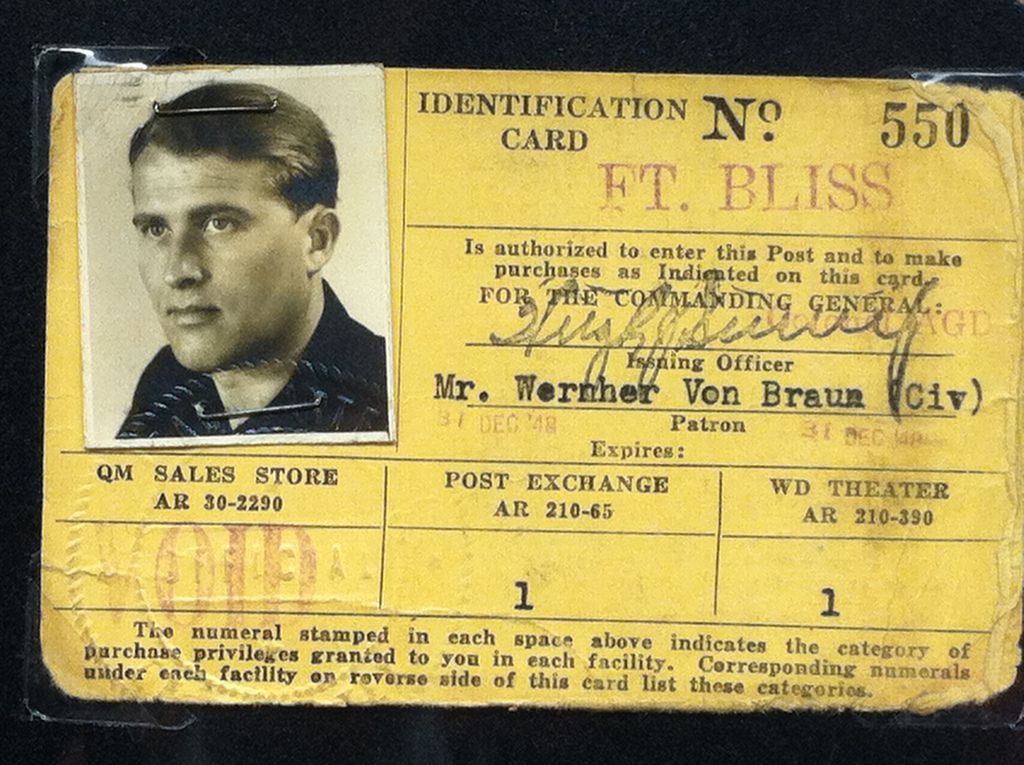 IDENTIFICATION CARD Nº 550
FT. BLISS
Is authorized to enter this Post and to make
purchases as Indicated on this card.
FOR THE COMMANDING GENERAL:
AGD
Issuing Officer
Mr. Wernher Von Braun (Civ)
Patron
31 DEC '48 31 DEC '48
Expires:
QM SALES STORE
AR 30-2290
POST EXCHANGE
AR 210-65
WD THEATER
AR 210-390
VOID
1
1
The numeral stamped in each space above indicates the category of
purchase privileges granted to you in each facility. Corresponding numerals
under each facility on reverse side of this card list these categories.